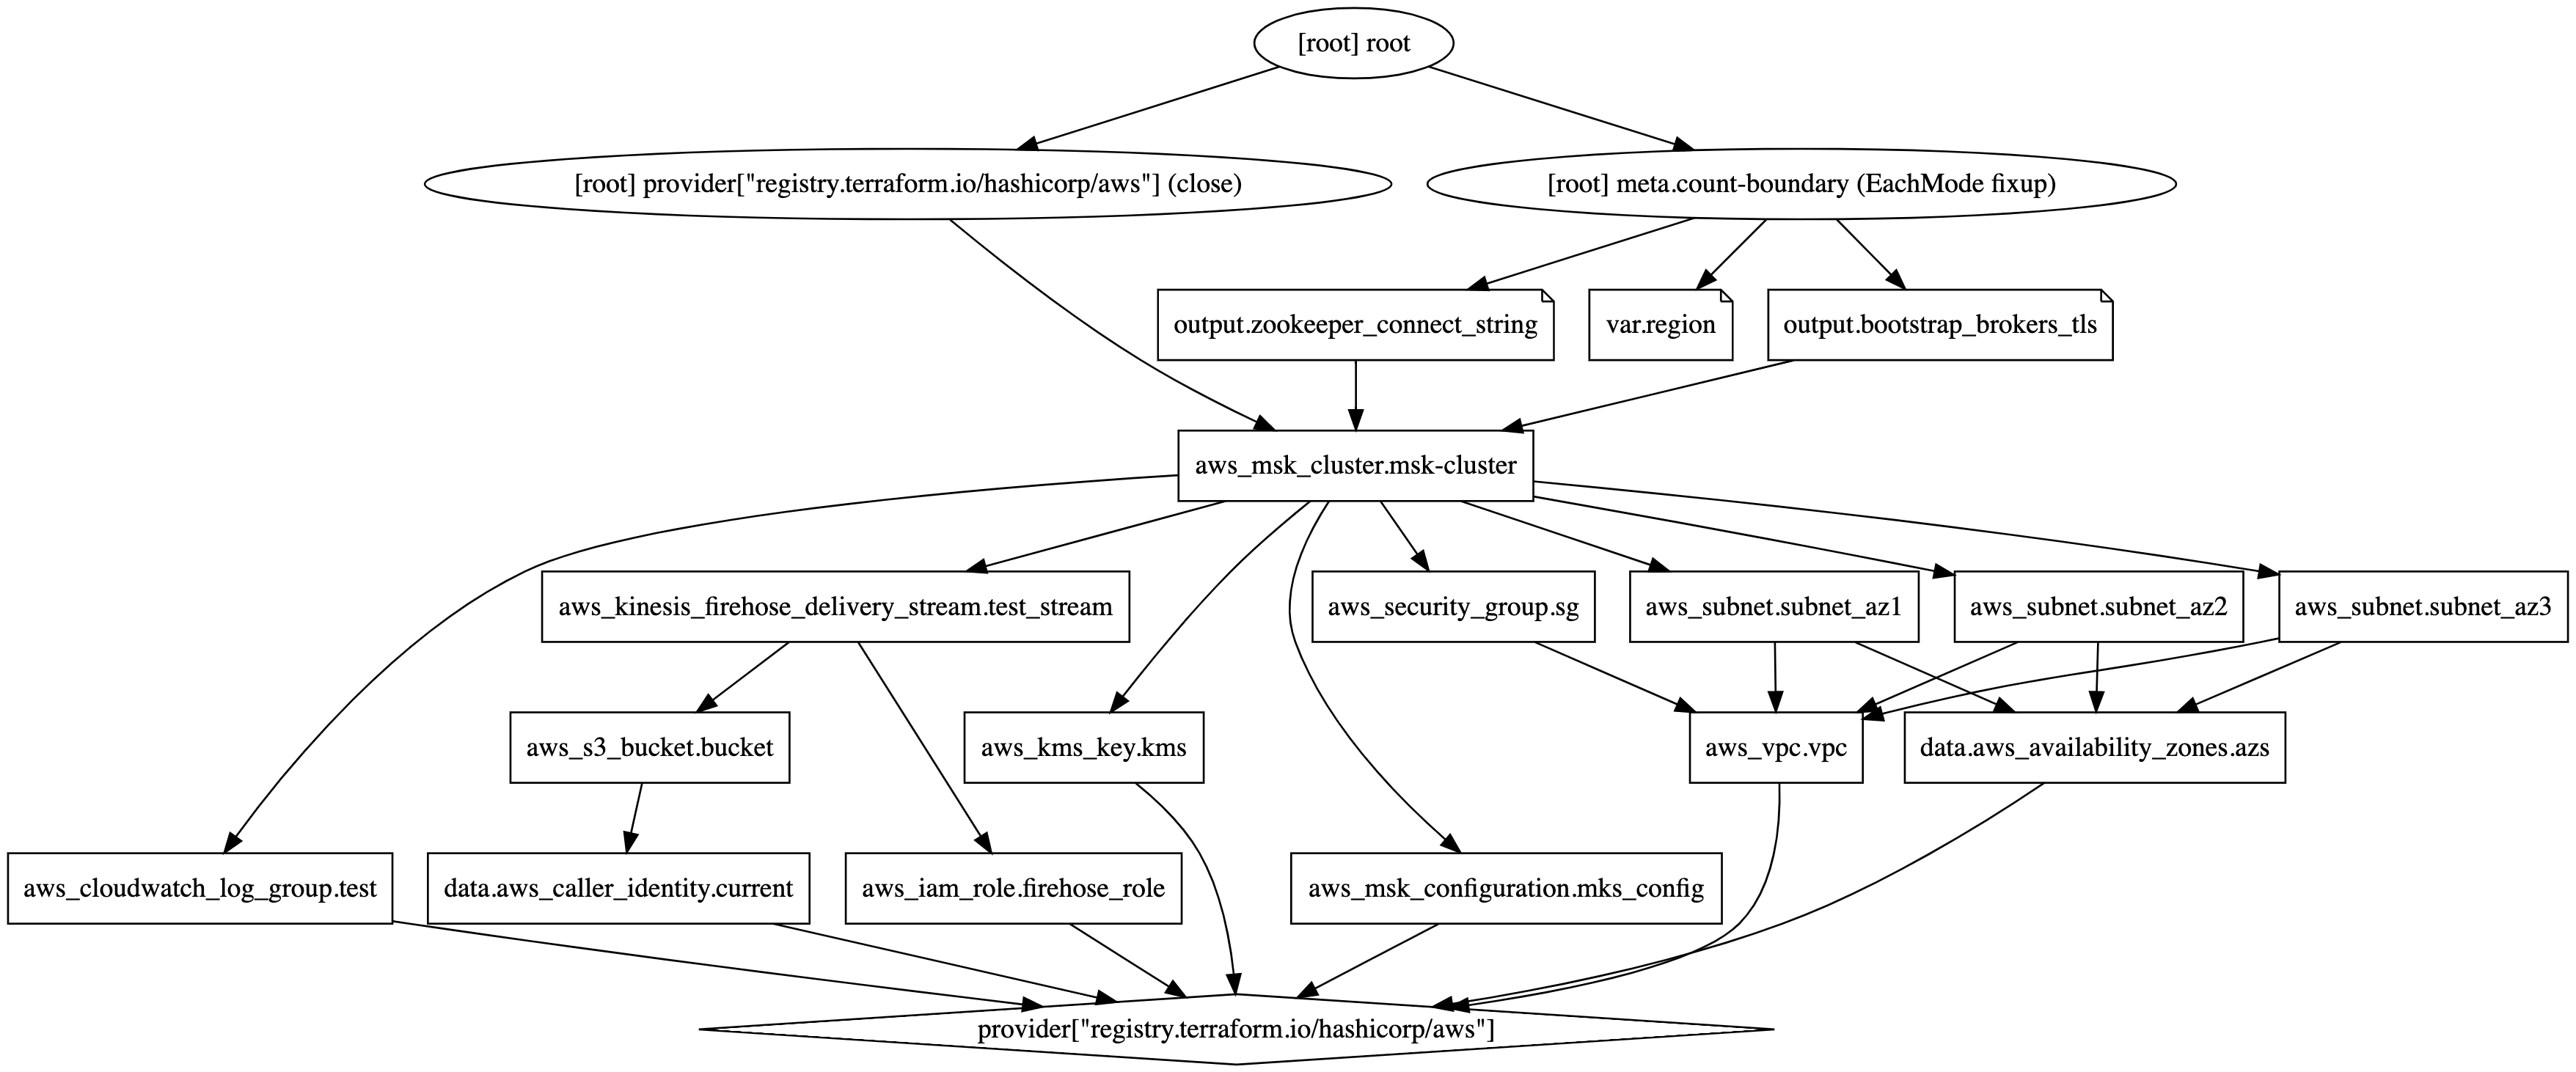 [root] root
[root] provider["registry.terraform.io/hashicorp/aws"] (close)
[root] meta.count-boundary (EachMode fixup)
output.zookeeper_connect_string
var.region
output.bootstrap_brokers_tls
aws_msk_cluster.msk-cluster
aws_kinesis_firehose_delivery_stream.test_stream
aws_security_group.sg
aws_subnet.subnet_az1
aws_subnet.subnet_az2
aws_subnet.subnet_az3
aws_s3_bucket.bucket
aws_kms_key.kms
aws_vpc.vpc
data.aws_availability_zones.azs
aws_cloudwatch_log_group.test
data.aws_caller_identity.current
aws_iam_role.firehose_role
aws_msk_configuration.mks_config
provider["registry.terraform.io/hashicorp/aws"]